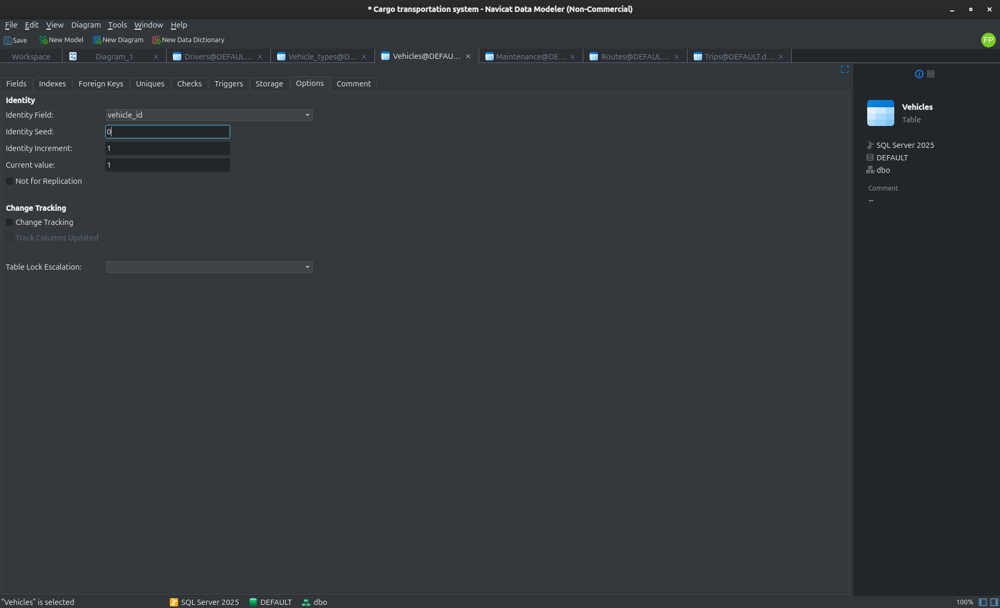 * Cargo transportation system - Navicat Data Modeler (Non-Commercial)
File Edit View Diagram Tools Window Help
Save New Model New Diagram New Data Dictionary
FP
Workspace Diagram_1 Drivers@DEFAUL... Vehicle_types@D... Vehicles@DEFAU... Maintenance@DE... Routes@DEFAUL... Trips@DEFAULT.d...
Fields Indexes Foreign Keys Uniques Checks Triggers Storage Options Comment
Identity
Identity Field: vehicle_id
Identity Seed: 0
Identity Increment: 1
Current value: 1
Not for Replication
Change Tracking
Change Tracking
Track Columns Updated
Table Lock Escalation:
Vehicles
Table
SQL Server 2025
DEFAULT
dbo
Comment
--
"Vehicles" is selected SQL Server 2025 DEFAULT dbo 100%